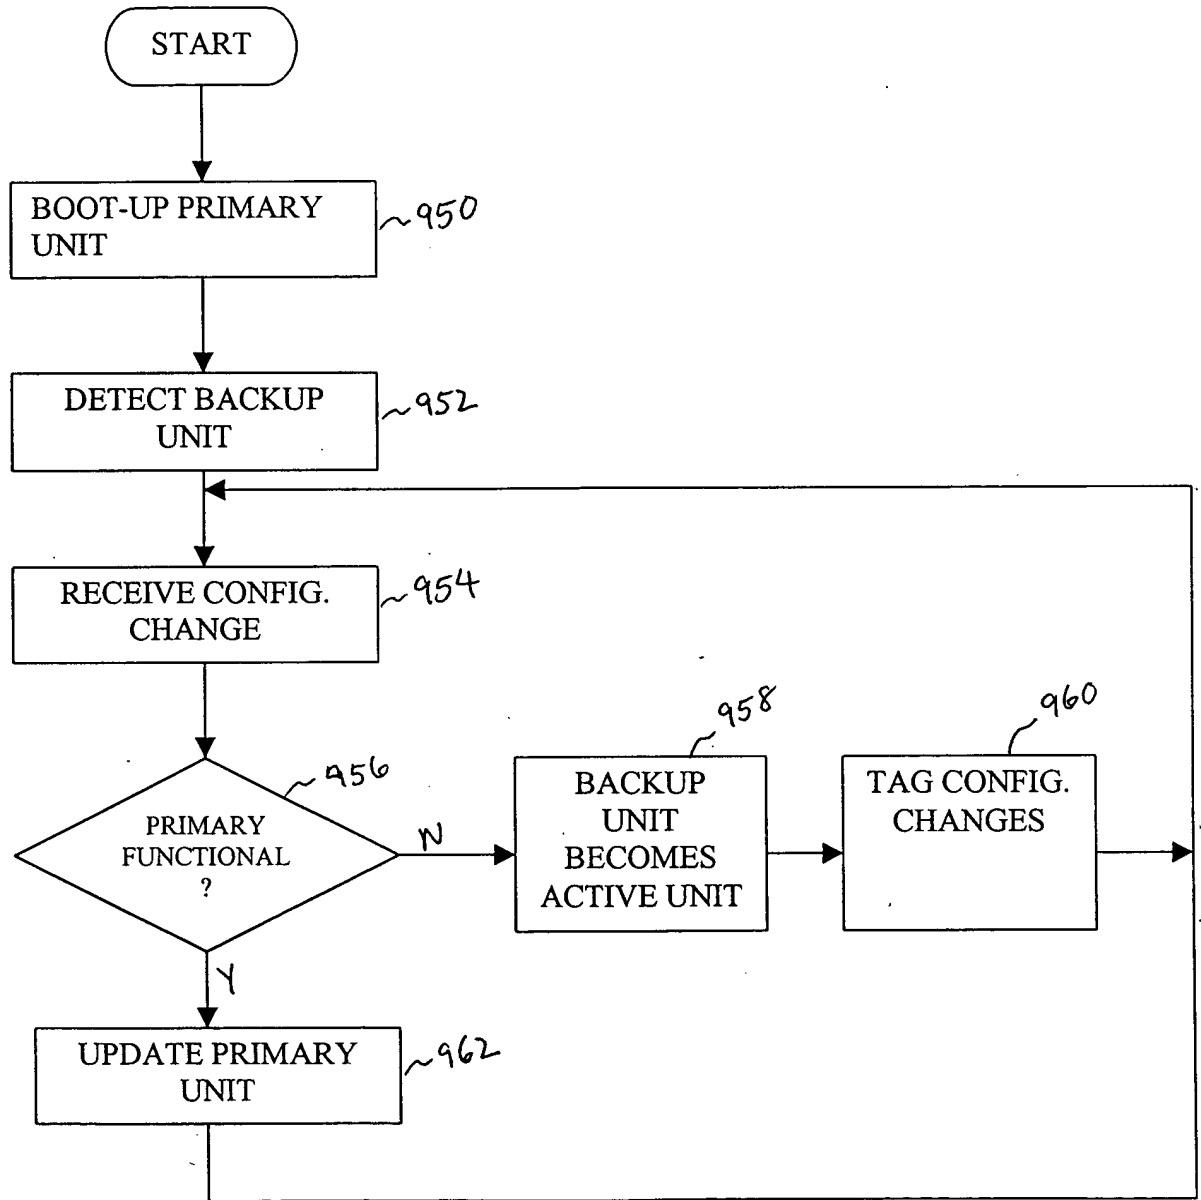 START
BOOT-UP PRIMARY
UNIT
950
DETECT BACKUP
UNIT
952
RECEIVE CONFIG.
CHANGE
954
PRIMARY
FUNCTIONAL
?
956
N
BACKUP
UNIT
BECOMES
ACTIVE UNIT
958
TAG CONFIG.
CHANGES
960
Y
UPDATE PRIMARY
UNIT
962